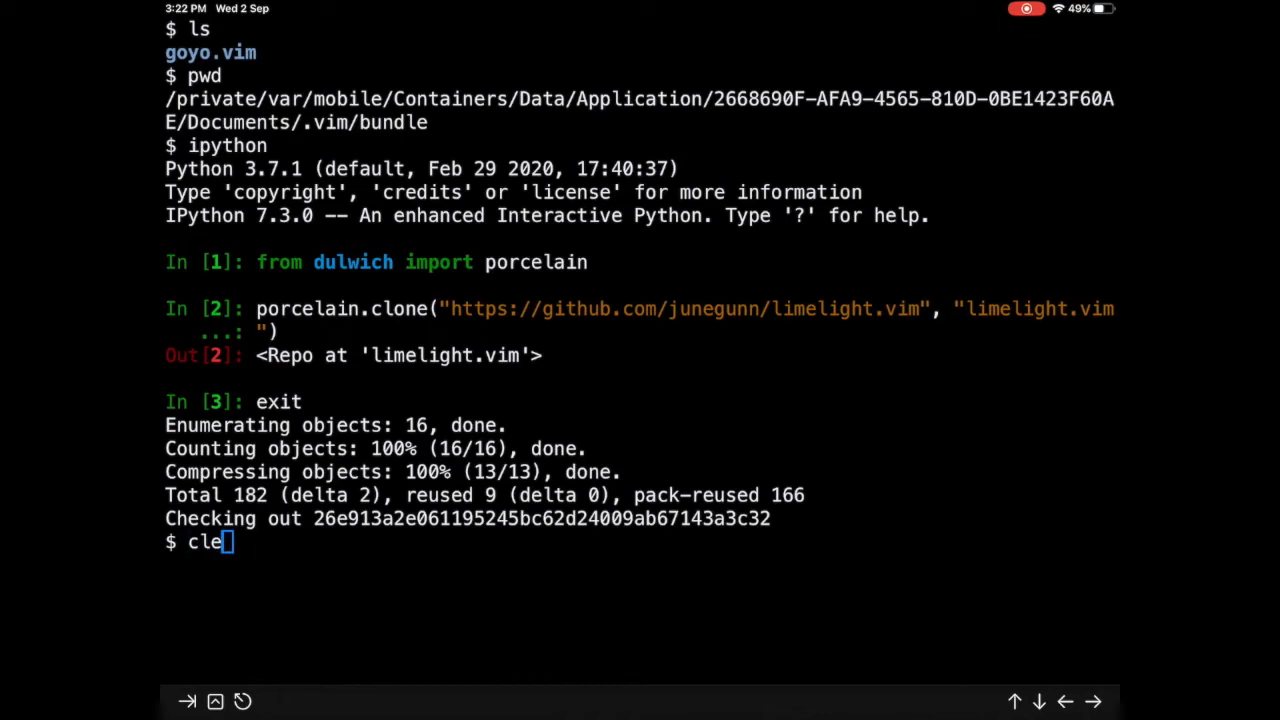 3:22 PM Wed 2 Sep 49%
$ ls
goyo.vim
$ pwd
/private/var/mobile/Containers/Data/Application/2668690F-AFA9-4565-810D-0BE1423F60A
E/Documents/.vim/bundle
$ ipython
Python 3.7.1 (default, Feb 29 2020, 17:40:37)
Type 'copyright', 'credits' or 'license' for more information
IPython 7.3.0 -- An enhanced Interactive Python. Type '?' for help.
In [1]: from dulwich import porcelain
In [2]: porcelain.clone("https://github.com/junegunn/limelight.vim", "limelight.vim
...: ")
Out[2]: <Repo at 'limelight.vim'>
In [3]: exit
Enumerating objects: 16, done.
Counting objects: 100% (16/16), done.
Compressing objects: 100% (13/13), done.
Total 182 (delta 2), reused 9 (delta 0), pack-reused 166
Checking out 26e913a2e061195245bc62d24009ab67143a3c32
$ cle